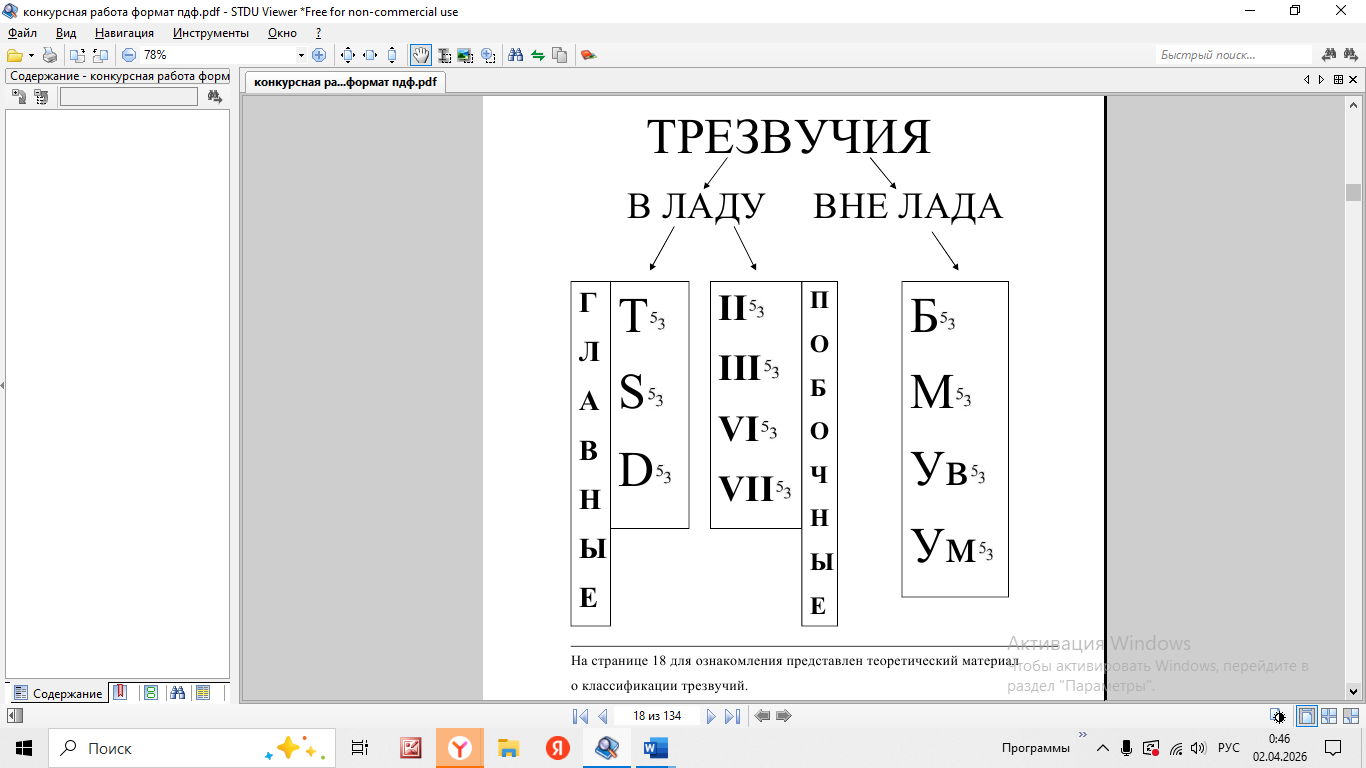 конкурсная работа формат пдф.pdf - STDU Viewer *Free for non-commercial use
Файл Вид Навигация Инструменты Окно ?
78%
Быстрый поиск...
Содержание - конкурсная работа форм
конкурсная ра...формат пдф.pdf
ТРЕЗВУЧИЯ
В ЛАДУ ВНЕ ЛАДА
ГЛАВНЫЕ
Т 5 3
S 5 3
D 5 3
II 5 3
III 5 3
VI 5 3
VII 5 3
ПОБОЧНЫЕ
Б 5 3
М 5 3
Ув 5 3
Ум 5 3
На странице 18 для ознакомления представлен теоретический материал
о классификации трезвучий.
Активация Windows
Чтобы активировать Windows, перейдите в
раздел "Параметры".
Содержание
18 из 134
Поиск
Программы
РУС
0:46
02.04.2026